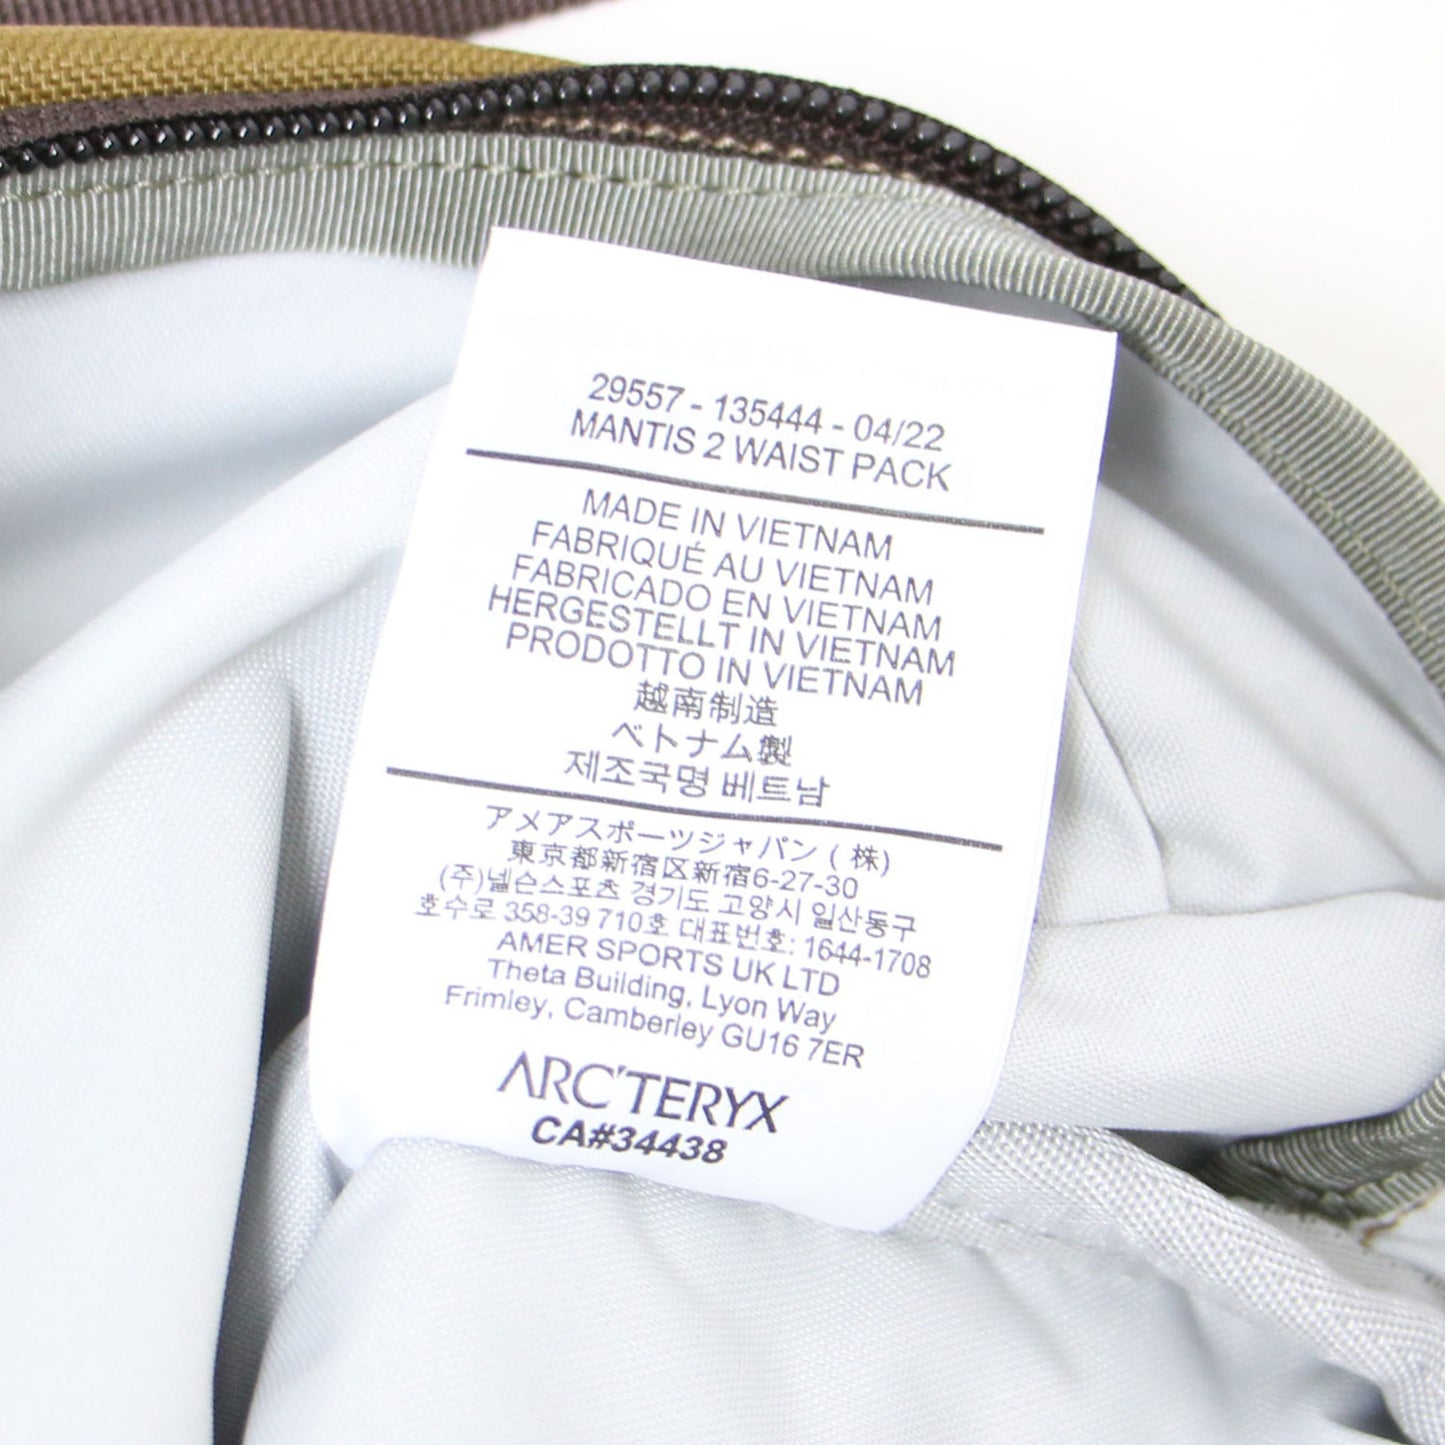 29557 - 135444 - 04/22
MANTIS 2 WAIST PACK
MADE IN VIETNAM
FABRIQUÉ AU VIETNAM
FABRICADO EN VIETNAM
HERGESTELLT IN VIETNAM
PRODOTTO IN VIETNAM
越南制造
ベトナム製
제조국명 베트남
アメアスポーツジャパン ( 株)
東京都新宿区新宿6-27-30
(주)넬슨스포츠 경기도 고양시 일산동구
호수로 358-39 710호 대표번호: 1644-1708
AMER SPORTS UK LTD
Theta Building, Lyon Way
Frimley, Camberley GU16 7ER
ARC'TERYX
CA#34438